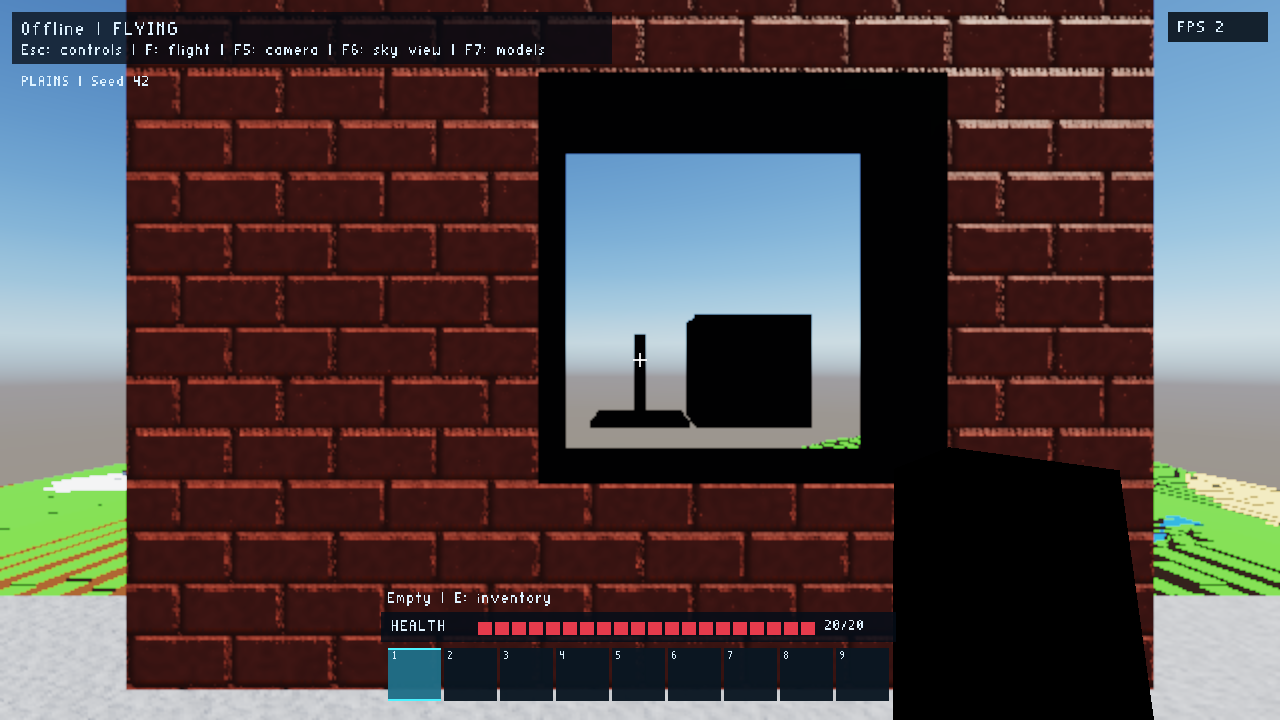 Offline | FLYING
Esc: controls | F: flight | F5: camera | F6: sky view | F7: models
FPS 2
PLAINS | Seed 42
Empty | E: inventory
HEALTH 20/20
1 2 3 4 5 6 7 8 9